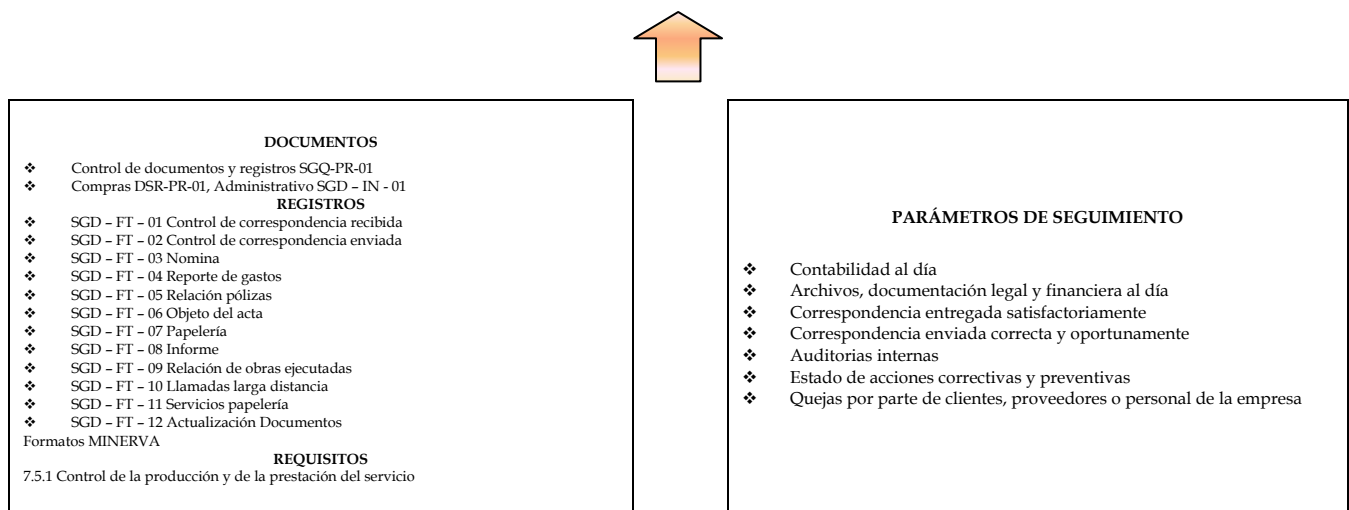 DOCUMENTOS
❖ Control de documentos y registros SGQ-PR-01
❖ Compras DSR-PR-01, Administrativo SGD – IN - 01
REGISTROS
❖ SGD – FT – 01 Control de correspondencia recibida
❖ SGD – FT – 02 Control de correspondencia enviada
❖ SGD – FT – 03 Nomina
❖ SGD – FT – 04 Reporte de gastos
❖ SGD – FT – 05 Relación pólizas
❖ SGD – FT – 06 Objeto del acta
❖ SGD – FT – 07 Papelería
❖ SGD – FT – 08 Informe
❖ SGD – FT – 09 Relación de obras ejecutadas
❖ SGD – FT – 10 Llamadas larga distancia
❖ SGD – FT – 11 Servicios papelería
❖ SGD – FT – 12 Actualización Documentos
Formatos MINERVA
REQUISITOS
7.5.1 Control de la producción y de la prestación del servicio
PARÁMETROS DE SEGUIMIENTO
❖ Contabilidad al día
❖ Archivos, documentación legal y financiera al día
❖ Correspondencia entregada satisfactoriamente
❖ Correspondencia enviada correcta y oportunamente
❖ Auditorias internas
❖ Estado de acciones correctivas y preventivas
❖ Quejas por parte de clientes, proveedores o personal de la empresa